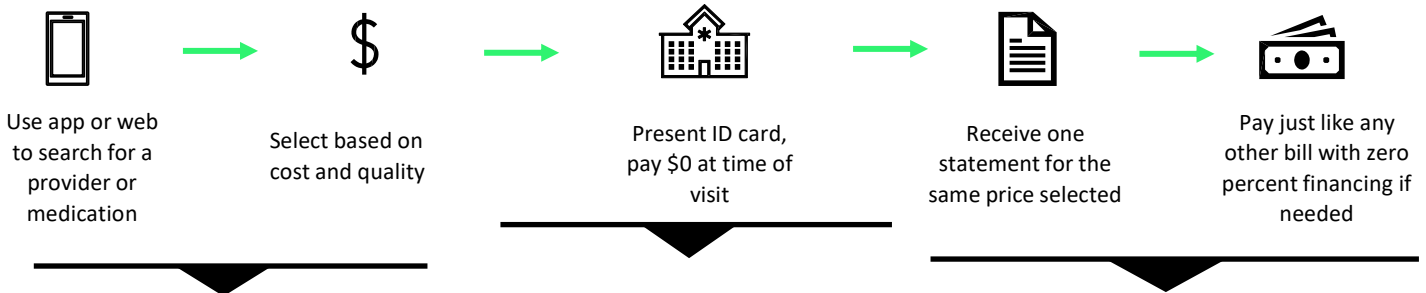 Use app or web
to search for a
provider or
medication
Select based on
cost and quality
Present ID card,
pay $0 at time of
visit
Receive one
statement for the
same price selected
Pay just like any
other bill with zero
percent financing if
needed